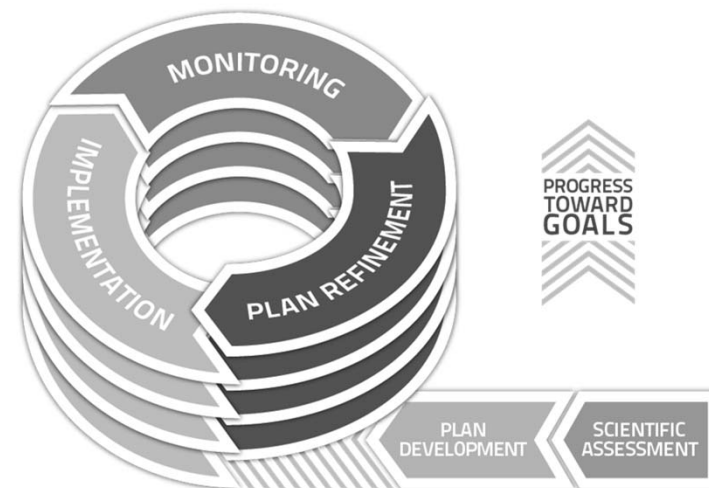 MONITORING
IMPLEMENTATION
PLAN REFINEMENT
PROGRESS
TOWARD
GOALS
PLAN
DEVELOPMENT
SCIENTIFIC
ASSESSMENT